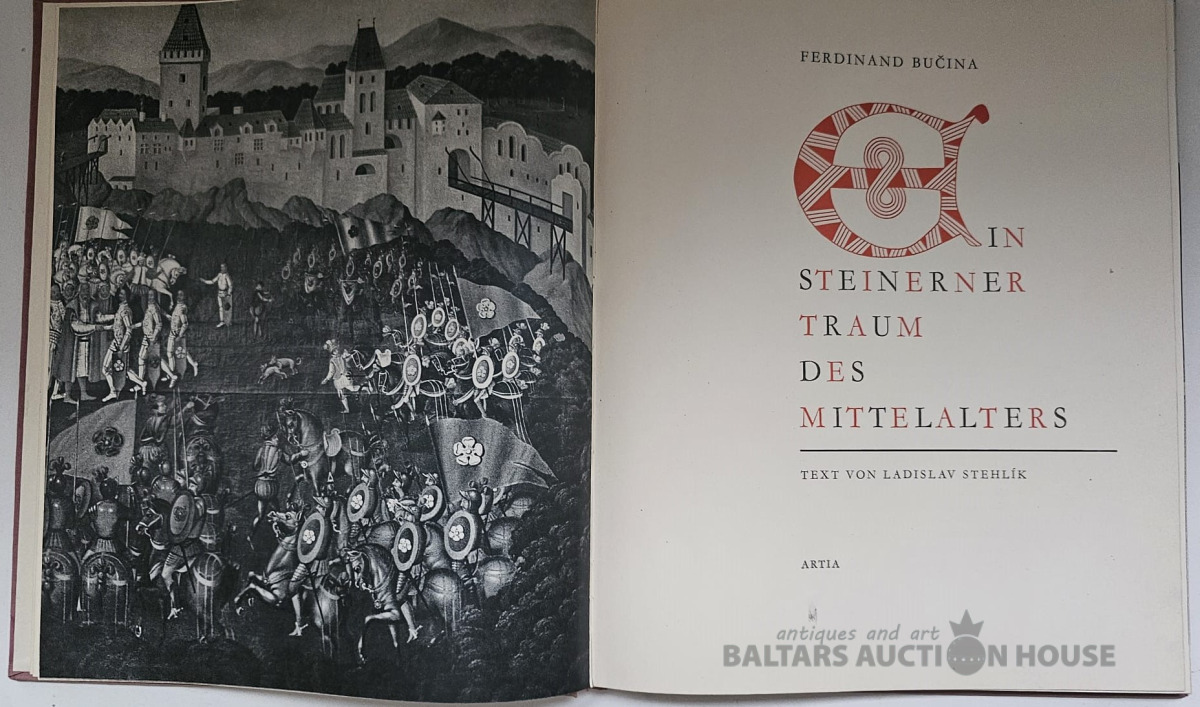 FERDINAND BUČINA
EIN
STEINERNER
TRAUM
DES
MITTELALTERS
TEXT VON LADISLAV STEHLÍK
ARTIA
antiques and art
BALTARS AUCTION HOUSE